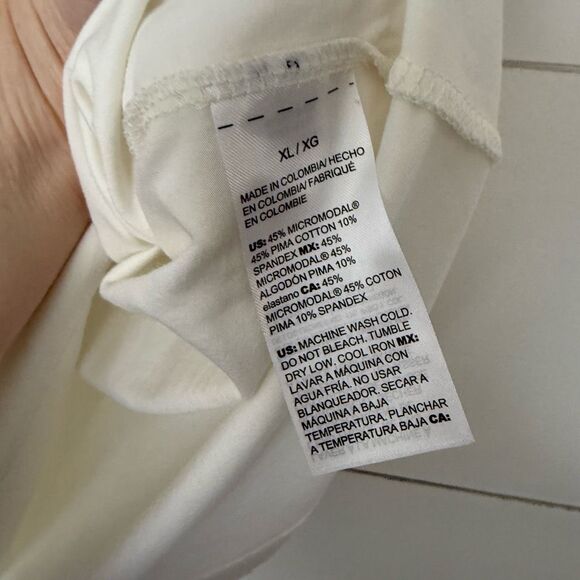 XL / XG
MADE IN COLOMBIA/ HECHO
EN COLOMBIA/ FABRIQUÉ
EN COLOMBIE
US: 45% MICROMODAL®
45% PIMA COTTON 10%
SPANDEX MX: 45%
MICROMODAL® 45%
ALGODÓN PIMA 10%
elastano CA: 45%
MICROMODAL® 45% COTON
PIMA 10% SPANDEX
US: MACHINE WASH COLD.
DO NOT BLEACH. TUMBLE
DRY LOW. COOL IRON MX:
LAVAR A MÁQUINA CON
AGUA FRÍA. NO USAR
BLANQUEADOR. SECAR A
MÁQUINA A BAJA
TEMPERATURA. PLANCHAR
A TEMPERATURA BAJA CA: